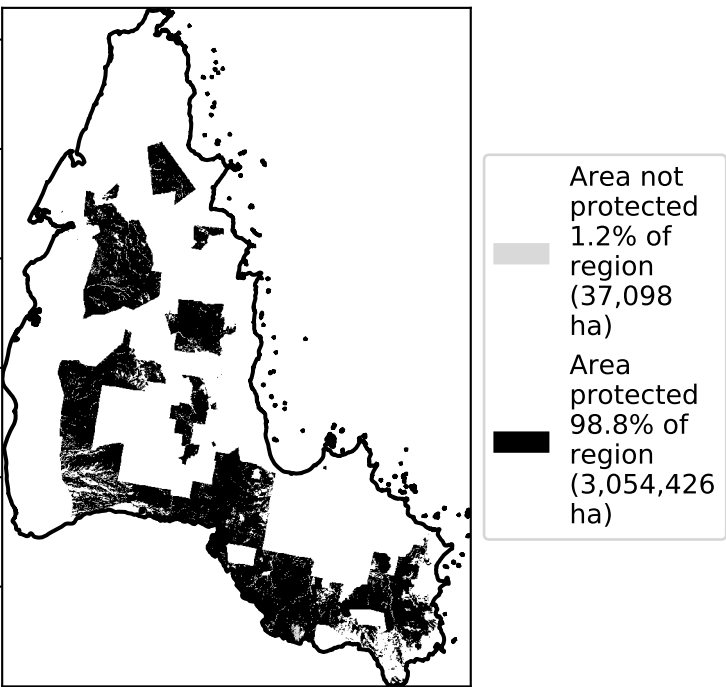 Area not
protected
1.2% of
region
(37,098
ha)
Area
protected
98.8% of
region
(3,054,426
ha)